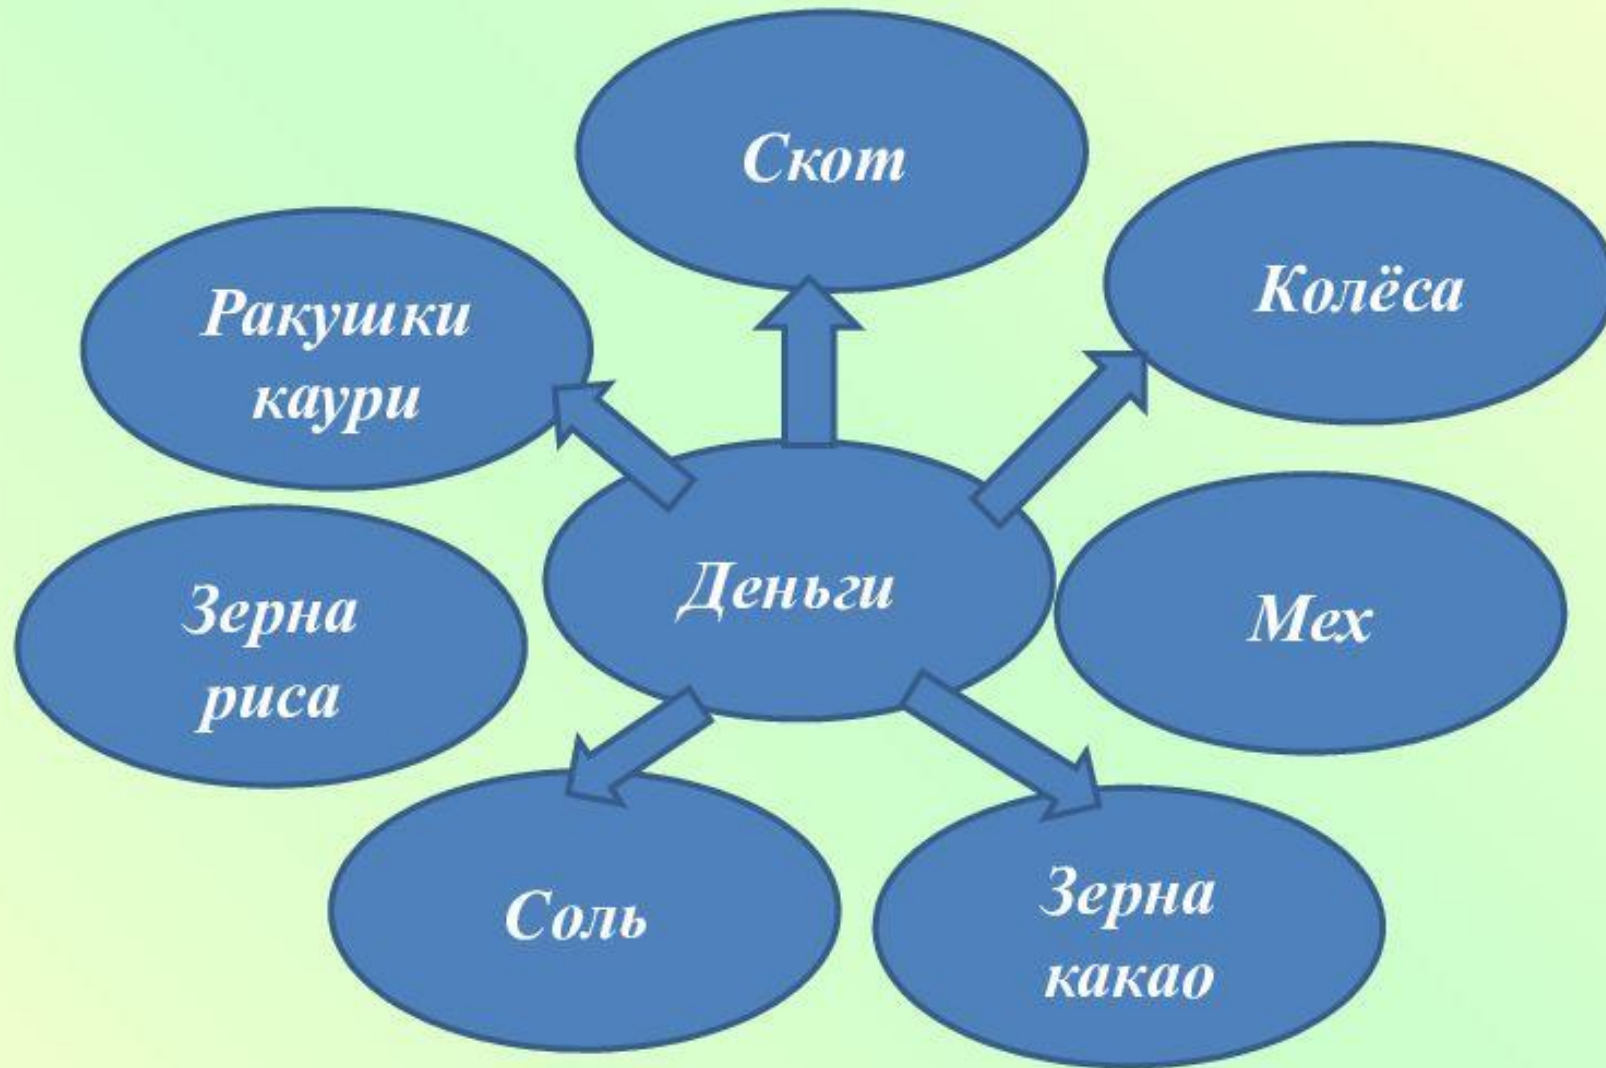 Скот
Колёса
Ракушки
каури
Деньги
Мех
Зерна
риса
Соль
Зерна
какао